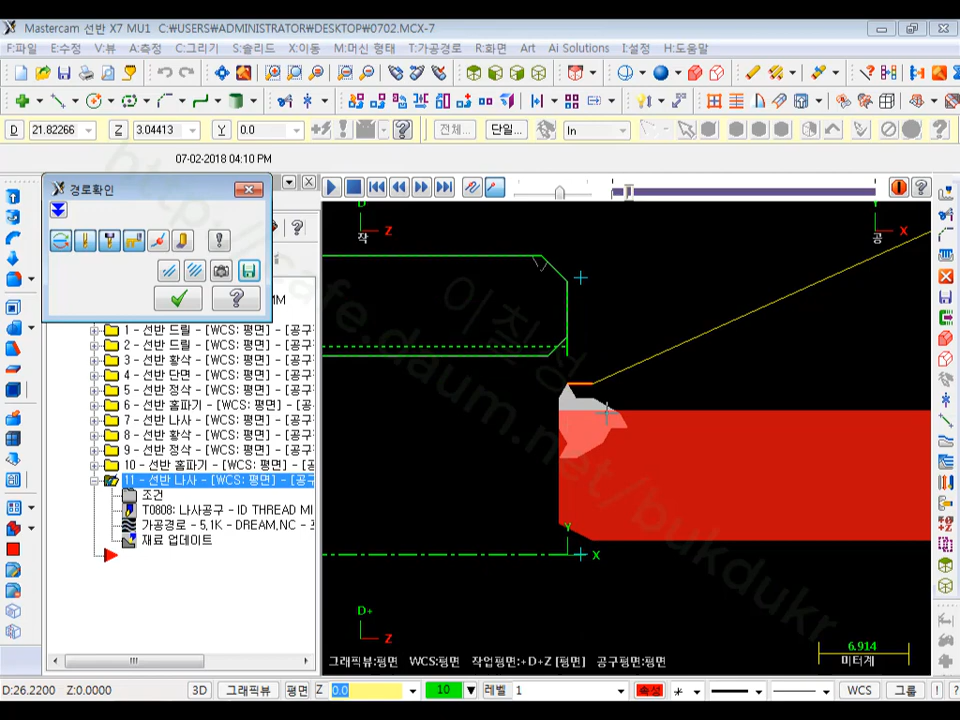 Mastercam 선반 X7 MU1 C:₩USERS₩ADMINISTRATOR₩DESKTOP₩0702.MCX-7
F:파일 E:수정 V:뷰 A:측정 C:그리기 S:솔리드 X:이동 M:머신 형태 T:가공경로 R:화면 Art Ai Solutions I:설정 H:도움말
D 21.82266 Z 3.04413 Y 0.0 전체... 단일... In
07-02-2018 04:10 PM
경로확인
MM
1 - 선반 드릴 - [WCS: 평면] - [공구
2 - 선반 드릴 - [WCS: 평면] - [공구
3 - 선반 황삭 - [WCS: 평면] - [공구
4 - 선반 단면 - [WCS: 평면] - [공구
5 - 선반 정삭 - [WCS: 평면] - [공구
6 - 선반 홈파기 - [WCS: 평면] - [
7 - 선반 나사 - [WCS: 평면] - [공구
8 - 선반 황삭 - [WCS: 평면] - [공구
9 - 선반 정삭 - [WCS: 평면] - [공구
10 - 선반 홈파기 - [WCS: 평면] -
11 - 선반 나사 - [WCS: 평면] - [공
조건
T0808: 나사공구 - ID THREAD MI
가공경로 - 5.1K - DREAM.NC -
재료 업데이트
D Z 작
Y X 공
Y X
D+ Z
6.914
미터계
그래픽뷰:평면 WCS:평면 작업평면:+D+Z [평면] 공구평면:평면
http://cafe.daum.net/bukdukr
D:26.2200 Z:0.0000 3D 그래픽뷰 평면 Z 0.0 10 레벨 1 속성 WCS 그룹 ! ?